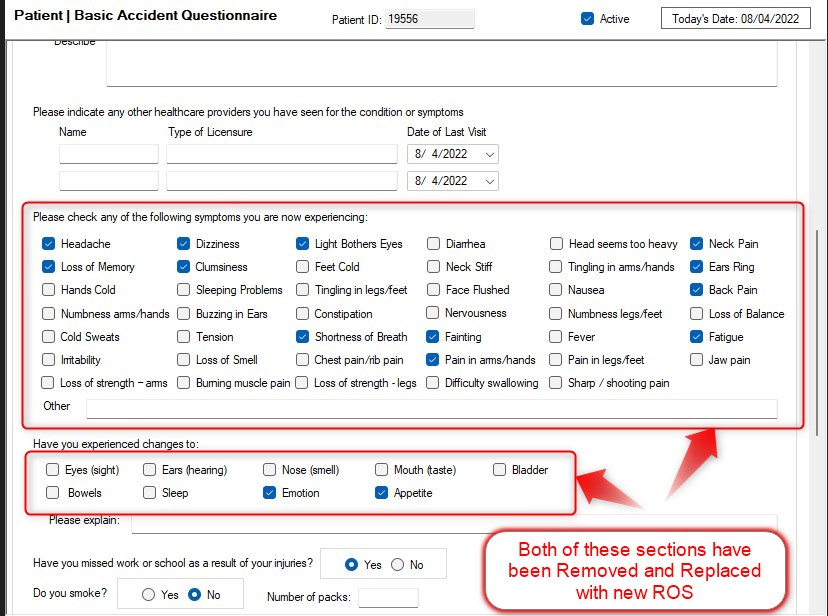 Patient | Basic Accident Questionnaire Patient ID: 19556 Active Today's Date: 08/04/2022
Describe
Please indicate any other healthcare providers you have seen for the condition or symptoms
Name Type of Licensure Date of Last Visit
8/ 4/2022
8/ 4/2022
Please check any of the following symptoms you are now experiencing:
Headache Dizziness Light Bothers Eyes Diarrhea Head seems too heavy Neck Pain
Loss of Memory Clumsiness Feet Cold Neck Stiff Tingling in arms/hands Ears Ring
Hands Cold Sleeping Problems Tingling in legs/feet Face Flushed Nausea Back Pain
Numbness arms/hands Buzzing in Ears Constipation Nervousness Numbness legs/feet Loss of Balance
Cold Sweats Tension Shortness of Breath Fainting Fever Fatigue
Irritability Loss of Smell Chest pain/rib pain Pain in arms/hands Pain in legs/feet Jaw pain
Loss of strength – arms Burning muscle pain Loss of strength - legs Difficulty swallowing Sharp / shooting pain
Other
Have you experienced changes to:
Eyes (sight) Ears (hearing) Nose (smell) Mouth (taste) Bladder
Bowels Sleep Emotion Appetite
Please explain:
Have you missed work or school as a result of your injuries? Yes No
Do you smoke? Yes No Number of packs:
Both of these sections have
been Removed and Replaced
with new ROS